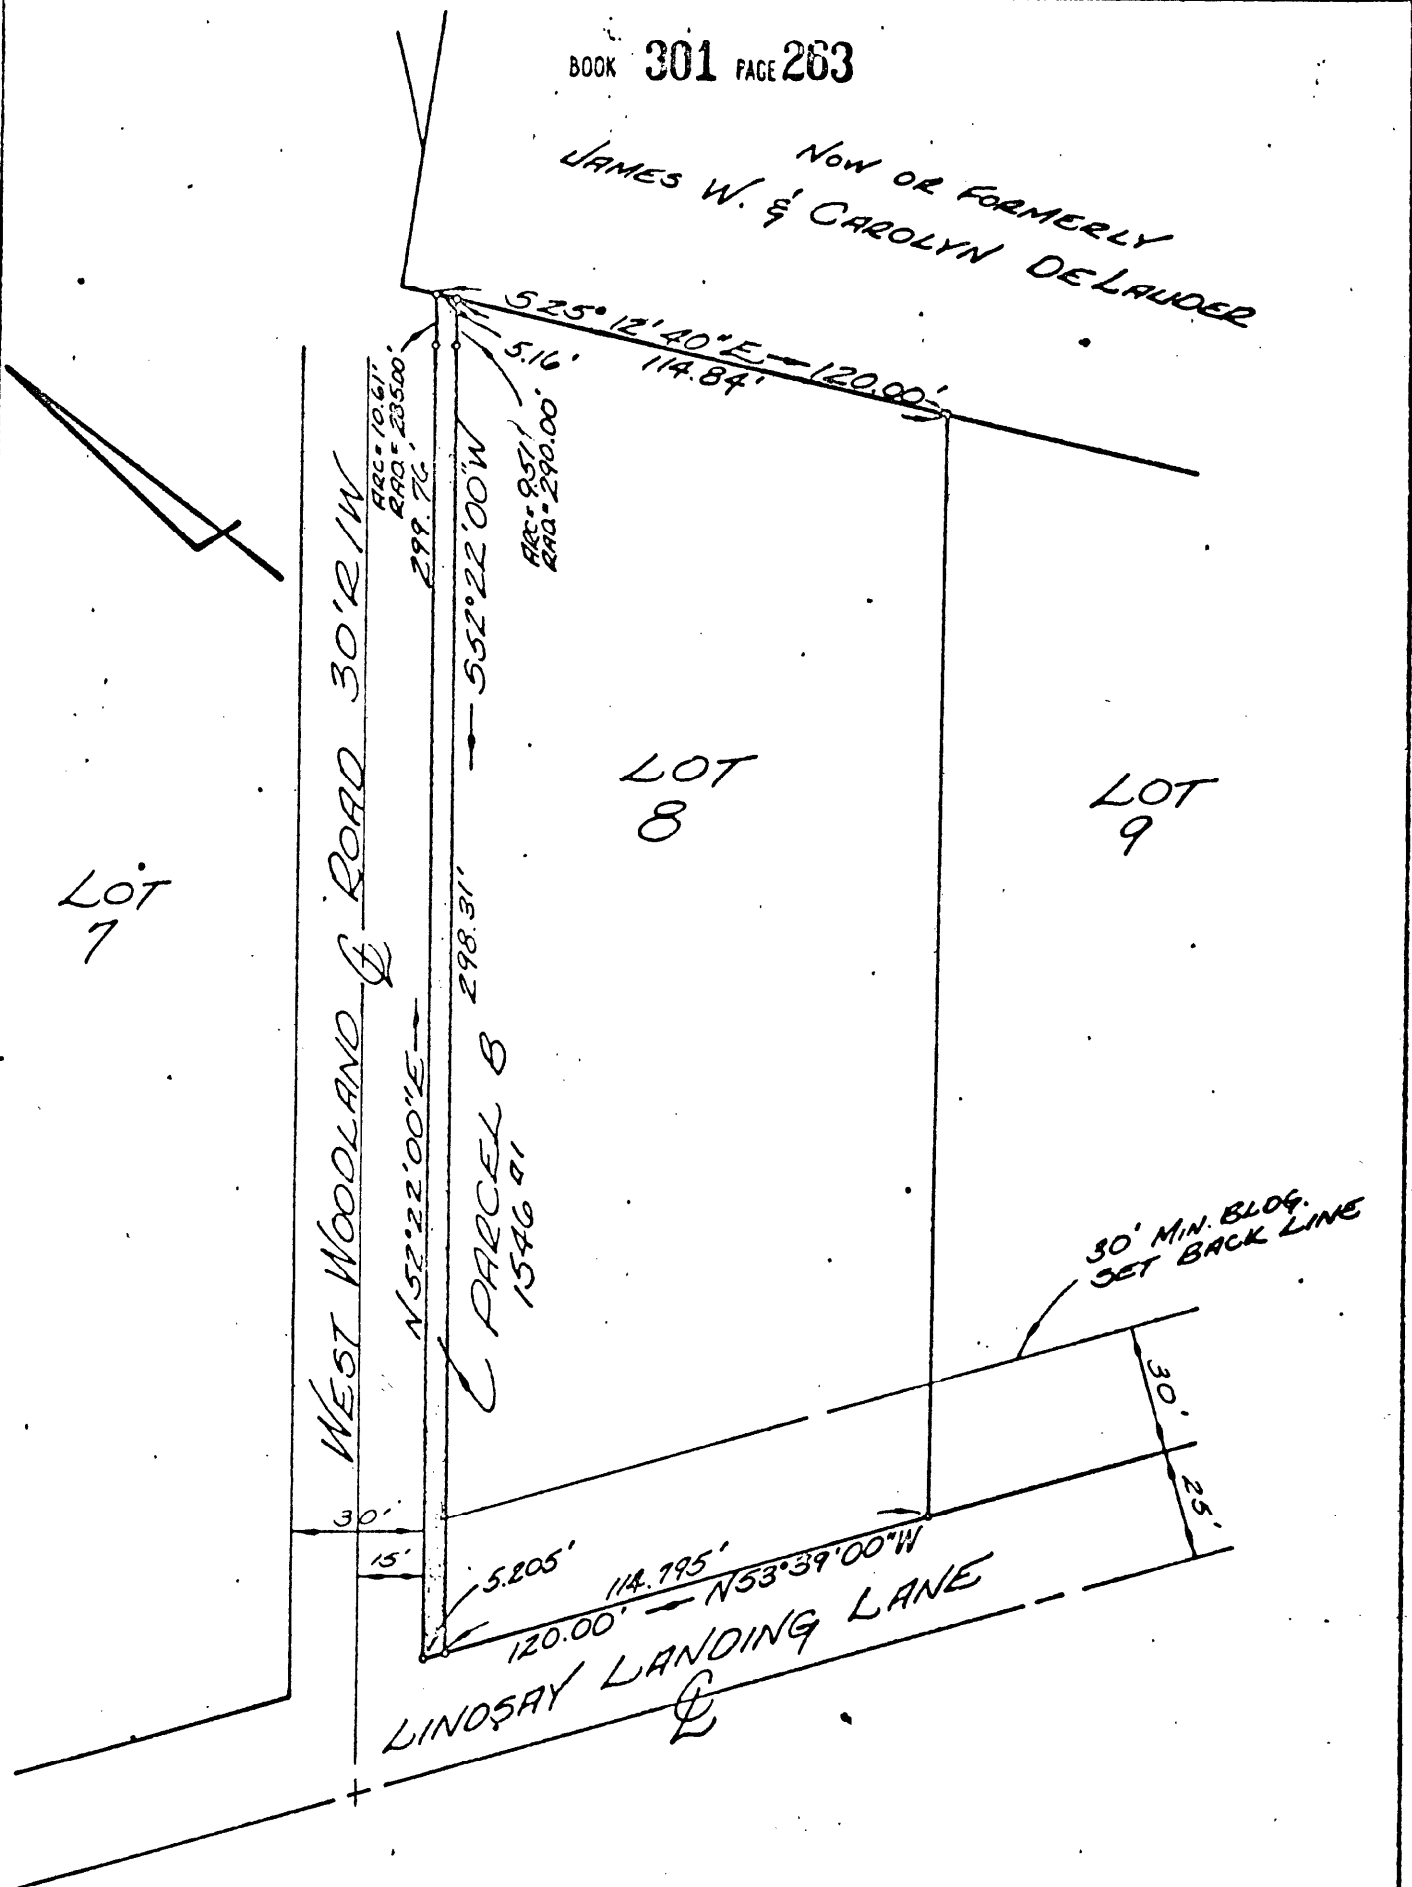 BOOK 301 PAGE 263
NOW OR FORMERLY
JAMES W. & CAROLYN DELAUDER
S25°12'40"E 120.00'
114.84'
5.16'
ARC=10.61'
RAD=285.00'
299.76'
ARC=9.51'
RAD=290.00'
S52°22'00"W
298.31'
WEST WOODLAND ROAD 30' R/W
LOT
7
LOT
8
LOT
9
N52°22'00"E
PARCEL B
1546
30' MIN. BLDG.
SET BACK LINE
30'
25'
30'
15'
5.205'
114.795'
120.00' N53°39'00"W
LINDSAY LANDING LANE